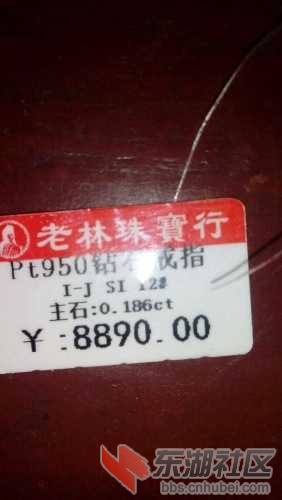 老林珠寶行
Pt950钻石戒指
I-J SI 12#
主石:0.186ct
￥:8890.00
东湖社区
bbs.cnhubei.com